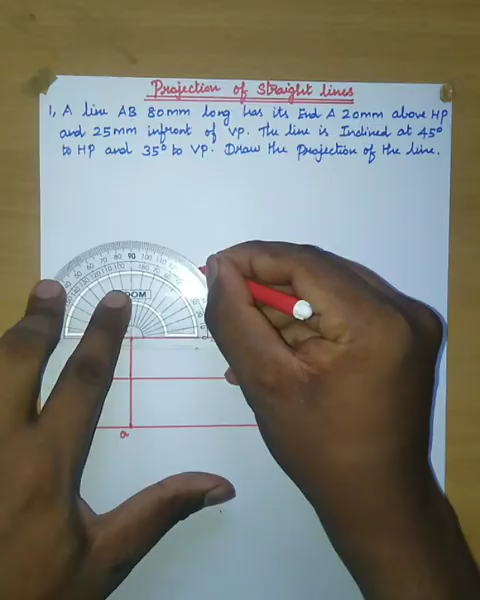 Projection of Straight lines
1, A line AB 80mm long has its End A 20mm above HP
and 25mm infront of VP. The line is Inclined at 45°
to HP and 35° to VP. Draw the Projection of the line.
90
a